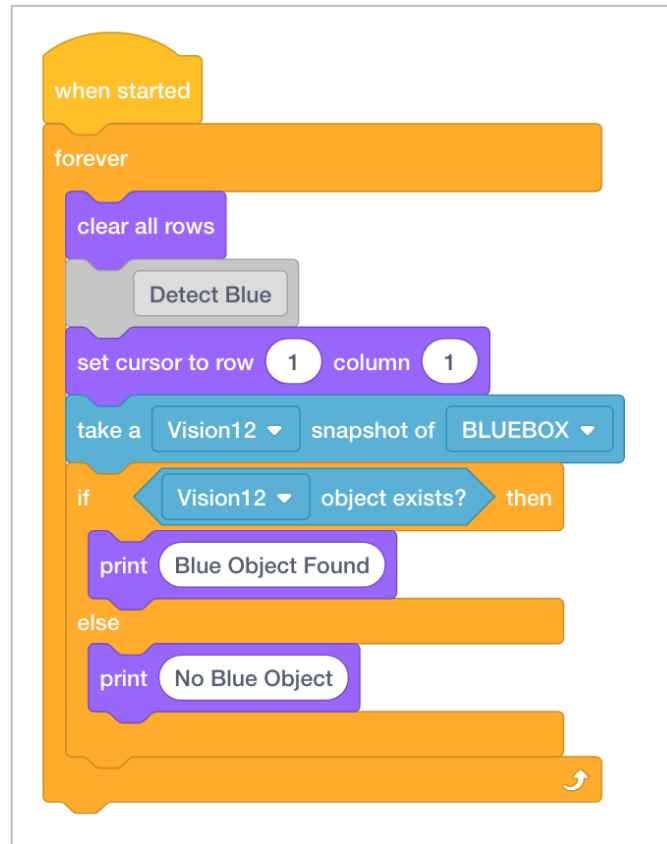 when started
forever
clear all rows
Detect Blue
set cursor to row 1 column 1
take a Vision12 snapshot of BLUEBOX
if Vision12 object exists? then
print Blue Object Found
else
print No Blue Object